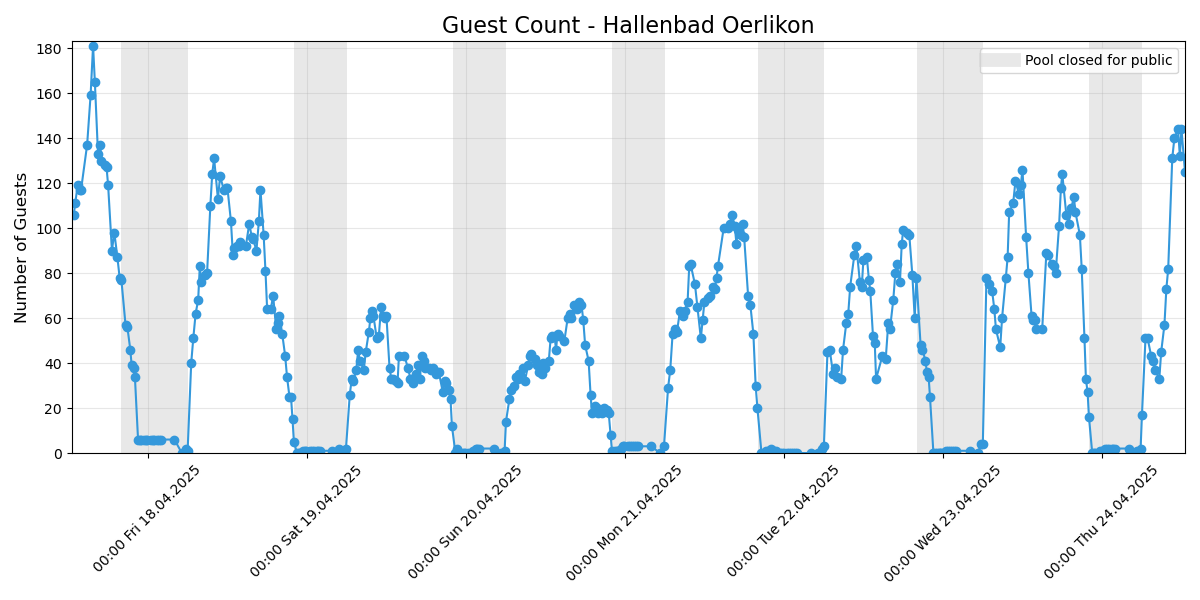 Guest Count - Hallenbad Oerlikon
Pool closed for public
Number of Guests
180
160
140
120
100
80
60
40
20
0
00:00 Fri 18.04.2025
00:00 Sat 19.04.2025
00:00 Sun 20.04.2025
00:00 Mon 21.04.2025
00:00 Tue 22.04.2025
00:00 Wed 23.04.2025
00:00 Thu 24.04.2025